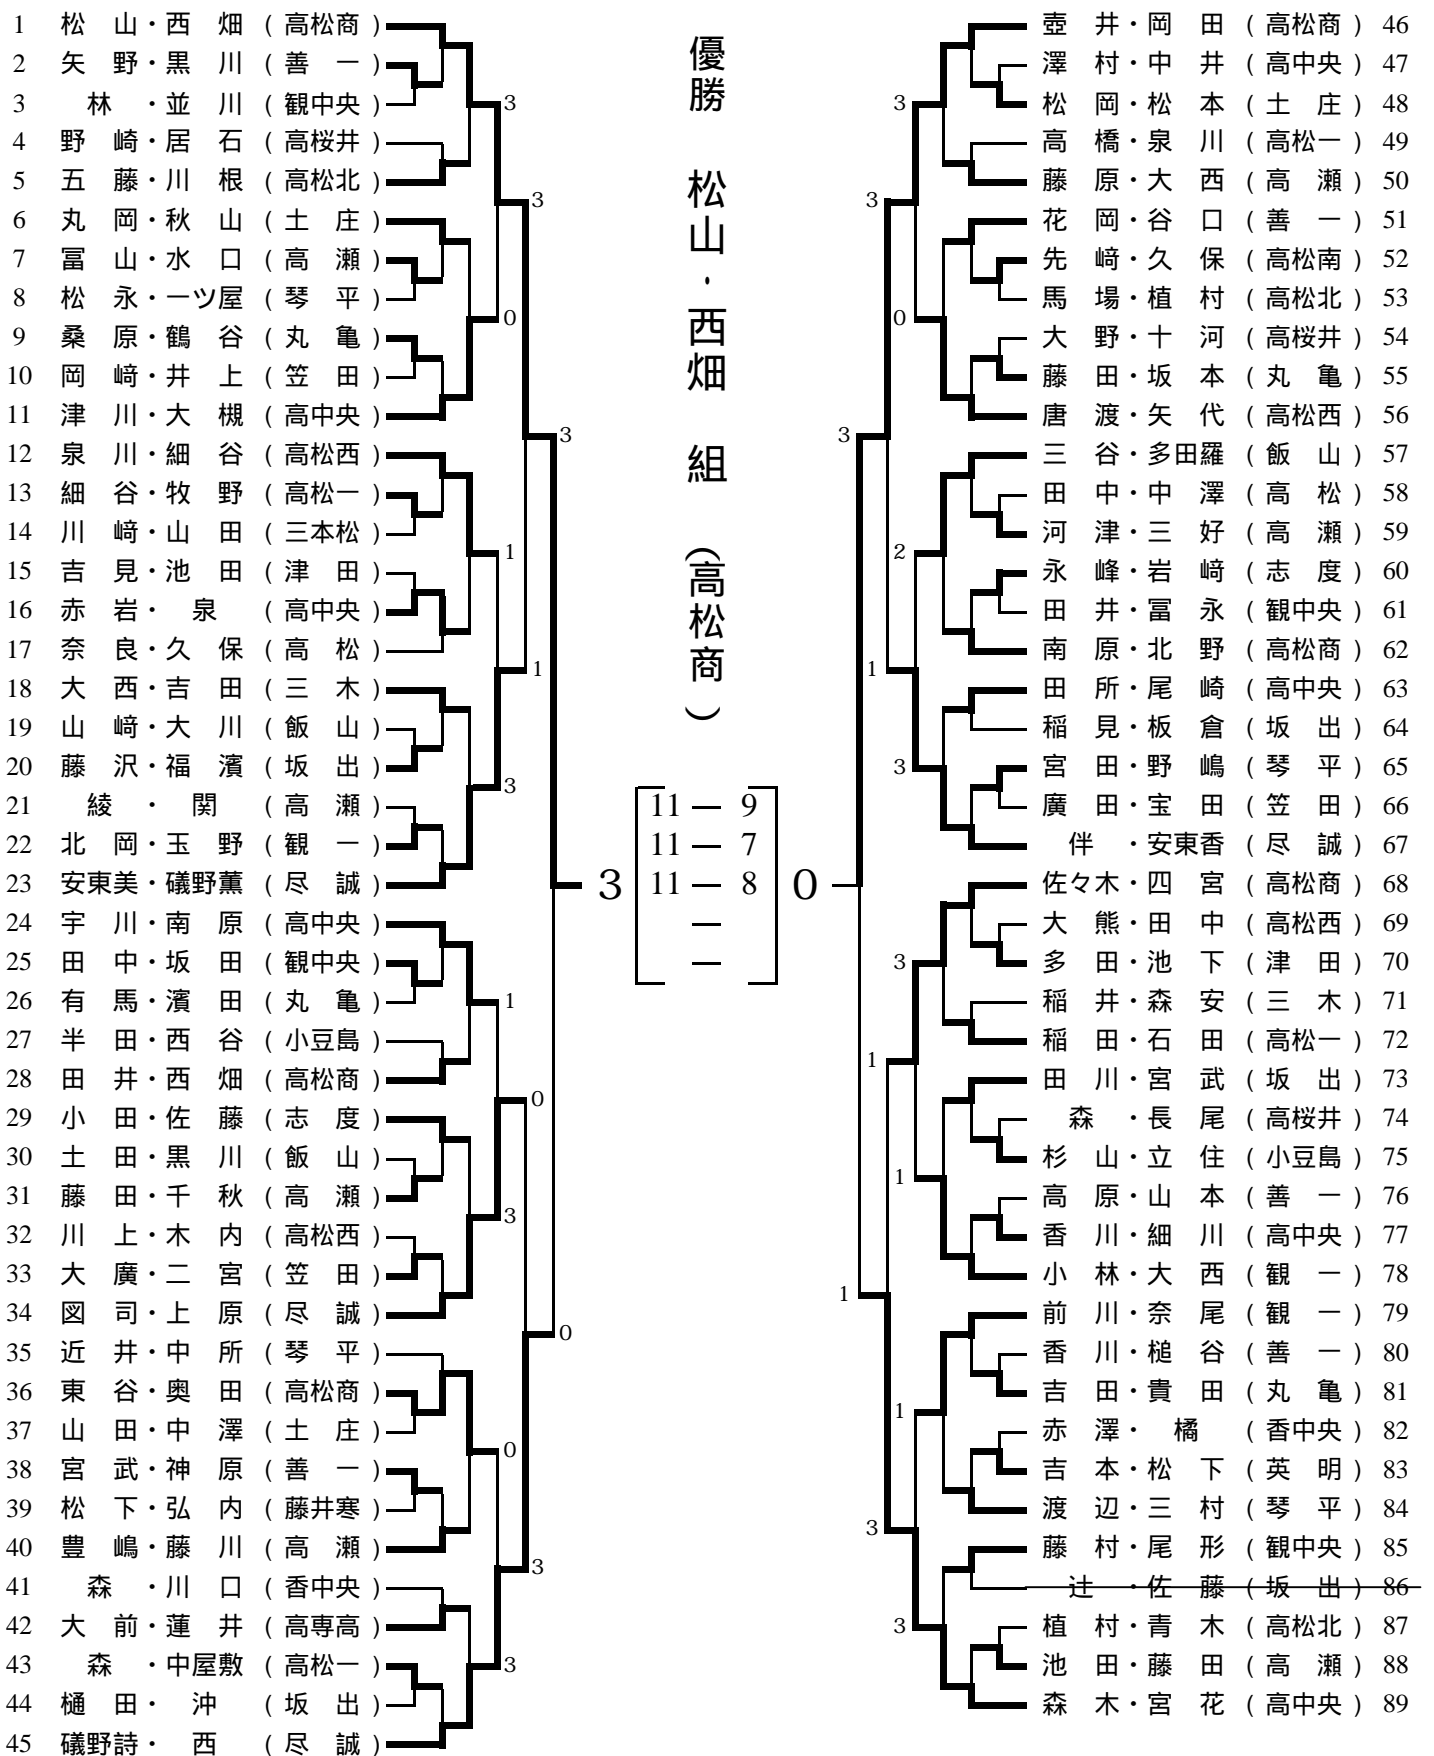 1 松山・西畑 (高松商)
2 矢野・黒川 (善一)
3 林・並川 (観中央)
4 野崎・居石 (高桜井)
5 五藤・川根 (高松北)
6 丸岡・秋山 (土庄)
7 冨山・水口 (高瀬)
8 松永・一ツ屋 (琴平)
9 桑原・鶴谷 (丸亀)
10 岡﨑・井上 (笠田)
11 津川・大槻 (高中央)
12 泉川・細谷 (高松西)
13 細谷・牧野 (高松一)
14 川﨑・山田 (三本松)
15 吉見・池田 (津田)
16 赤岩・泉 (高中央)
17 奈良・久保 (高松)
18 大西・吉田 (三木)
19 山﨑・大川 (飯山)
20 藤沢・福濱 (坂出)
21 綾・関 (高瀬)
22 北岡・玉野 (観一)
23 安東美・礒野薫 (尽誠)
24 宇川・南原 (高中央)
25 田中・坂田 (観中央)
26 有馬・濱田 (丸亀)
27 半田・西谷 (小豆島)
28 田井・西畑 (高松商)
29 小田・佐藤 (志度)
30 土田・黒川 (飯山)
31 藤田・千秋 (高瀬)
32 川上・木内 (高松西)
33 大廣・二宮 (笠田)
34 図司・上原 (尽誠)
35 近井・中所 (琴平)
36 東谷・奥田 (高松商)
37 山田・中澤 (土庄)
38 宮武・神原 (善一)
39 松下・弘内 (藤井寒)
40 豊嶋・藤川 (高瀬)
41 森・川口 (香中央)
42 大前・蓮井 (高専高)
43 森・中屋敷 (高松一)
44 樋田・沖 (坂出)
45 礒野詩・西 (尽誠)
3
3
0
3
1
1
3
1
0
3
0
0
3
3
優勝 松山・西畑 組 (高松商)
3
11 — 9
11 — 7
11 — 8
—
—
0
3
3
0
3
2
1
3
3
1
1
1
1
3
3
壺井・岡田 (高松商) 46
澤村・中井 (高中央) 47
松岡・松本 (土庄) 48
高橋・泉川 (高松一) 49
藤原・大西 (高瀬) 50
花岡・谷口 (善一) 51
先﨑・久保 (高松南) 52
馬場・植村 (高松北) 53
大野・十河 (高桜井) 54
藤田・坂本 (丸亀) 55
唐渡・矢代 (高松西) 56
三谷・多田羅 (飯山) 57
田中・中澤 (高松) 58
河津・三好 (高瀬) 59
永峰・岩﨑 (志度) 60
田井・冨永 (観中央) 61
南原・北野 (高松商) 62
田所・尾崎 (高中央) 63
稲見・板倉 (坂出) 64
宮田・野嶋 (琴平) 65
廣田・宝田 (笠田) 66
伴・安東香 (尽誠) 67
佐々木・四宮 (高松商) 68
大熊・田中 (高松西) 69
多田・池下 (津田) 70
稲井・森安 (三木) 71
稲田・石田 (高松一) 72
田川・宮武 (坂出) 73
森・長尾 (高桜井) 74
杉山・立住 (小豆島) 75
高原・山本 (善一) 76
香川・細川 (高中央) 77
小林・大西 (観一) 78
前川・奈尾 (観一) 79
香川・槌谷 (善一) 80
吉田・貴田 (丸亀) 81
赤澤・橘 (香中央) 82
吉本・松下 (英明) 83
渡辺・三村 (琴平) 84
藤村・尾形 (観中央) 85
辻・佐藤 (坂出) 86
植村・青木 (高松北) 87
池田・藤田 (高瀬) 88
森木・宮花 (高中央) 89